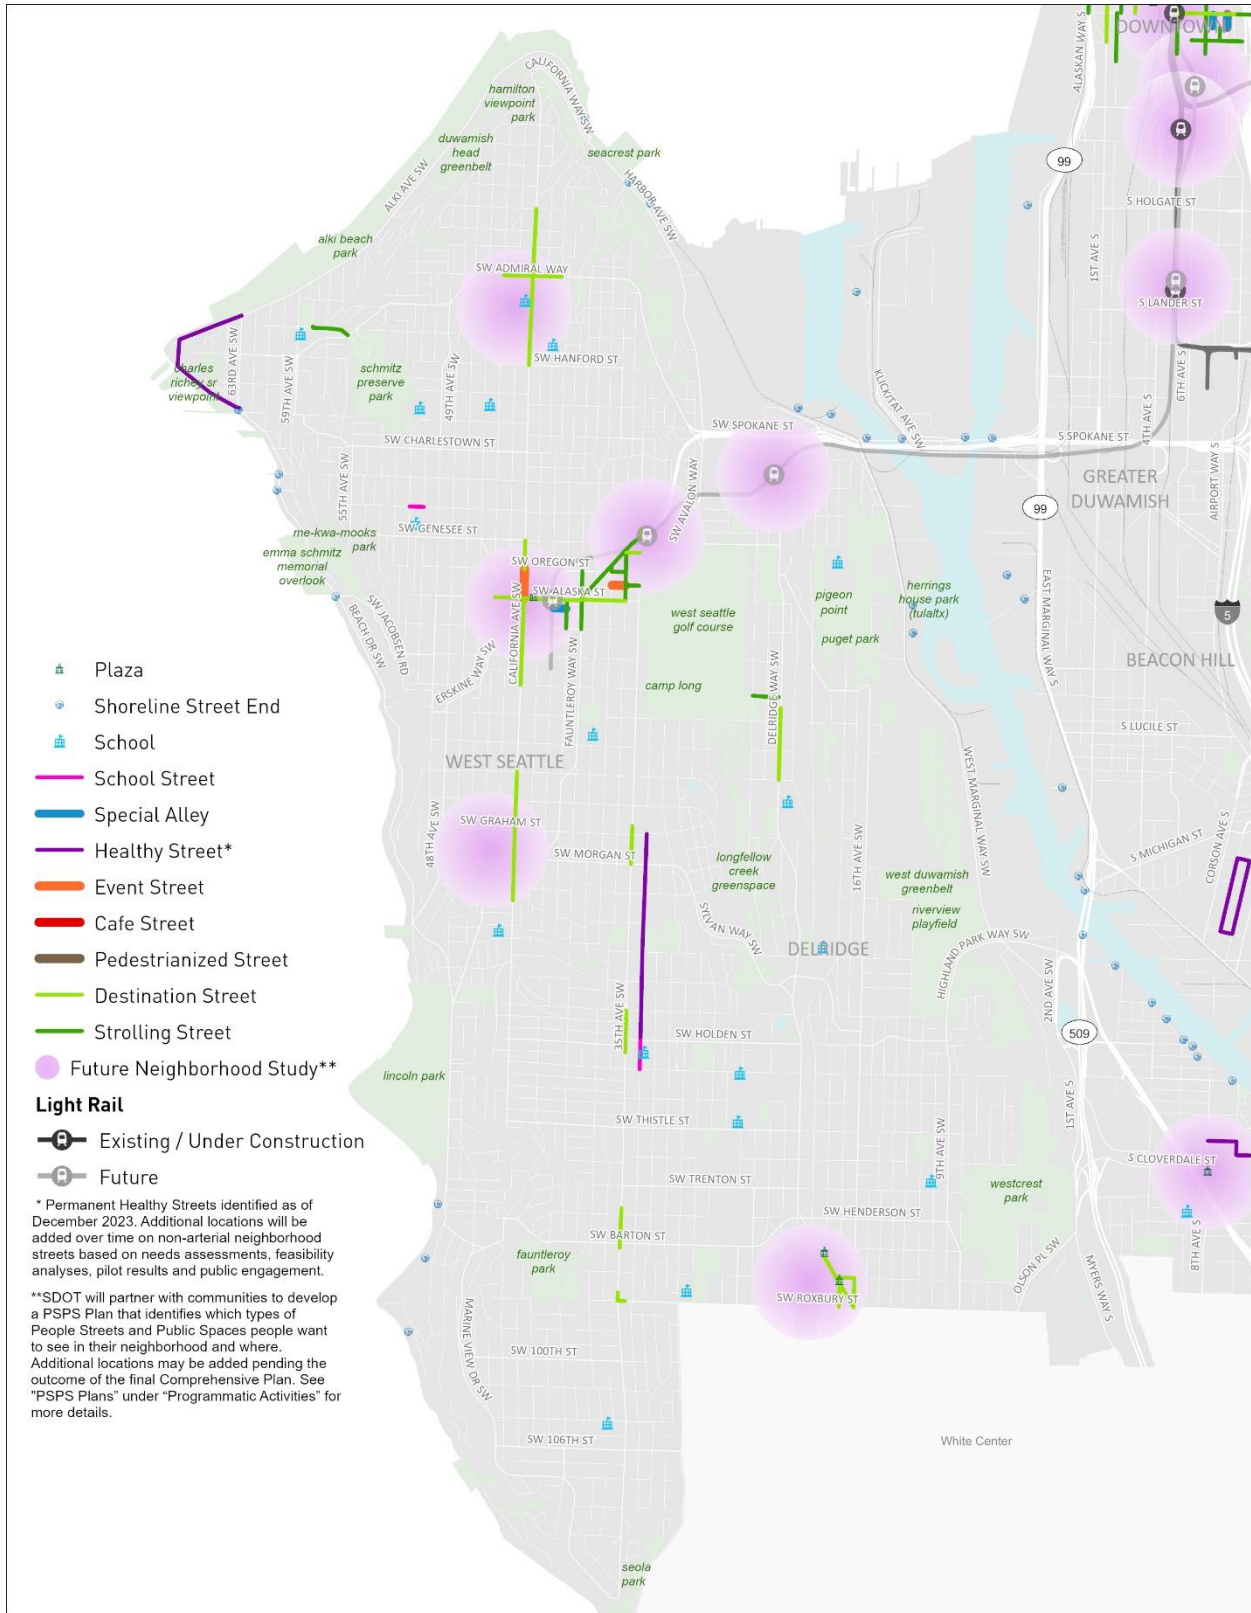 DOWNTOWN
ALASKAN WAY S
CALIFORNIA WAY SW
hamilton
viewpoint
park
duwamish
head
greenbelt
seacrest park
99
ALKI AVE SW
HARBOR AVE SW
S HOLGATE ST
1ST AVE S
alki beach
park
SW ADMIRAL WAY
S LANDER ST
63RD AVE SW
59TH AVE SW
schmitz
preserve
park
49TH AVE SW
SW HANFORD ST
charles
richey sr
viewpoint
KLICKITAT AVE SW
6TH AVE S
4TH AVE S
SW SPOKANE ST
S SPOKANE ST
SW CHARLESTOWN ST
55TH AVE SW
SW AVALON WAY
GREATER
DUWAMISH
AIRPORT WAY S
99
me-kwa-mooks
park
SW GENESEE ST
emma schmitz
memorial
overlook
SW OREGON ST
SW ALASKA ST
CALIFORNIA AVE SW
SW JACOBSEN RD
BEACH DR SW
ERSKINE WAY SW
FAUNTLEROY WAY SW
west seattle
golf course
camp long
pigeon
point
puget park
herrings
house park
(tulaltx)
EAST MARGINAL WAY S
5
BEACON HILL
DELRIDGE WAY SW
S LUCILE ST
WEST SEATTLE
WEST MARGINAL WAY SW
48TH AVE SW
SW GRAHAM ST
SW MORGAN ST
16TH AVE SW
longfellow
creek
greenspace
S MICHIGAN ST
CORSON AVE S
west duwamish
greenbelt
riverview
playfield
SYLVAN WAY SW
DELRIDGE
HIGHLAND PARK WAY SW
2ND AVE SW
35TH AVE SW
SW HOLDEN ST
509
lincoln park
SW THISTLE ST
1ST AVE S
9TH AVE SW
S CLOVERDALE ST
SW TRENTON ST
westcrest
park
SW HENDERSON ST
SW BARTON ST
fauntleroy
park
OLSON PL SW
MYERS WAY S
8TH AVE S
SW ROXBURY ST
MARINE VIEW DR SW
SW 100TH ST
SW 106TH ST
White Center
seola
park
Plaza
Shoreline Street End
School
School Street
Special Alley
Healthy Street*
Event Street
Cafe Street
Pedestrianized Street
Destination Street
Strolling Street
Future Neighborhood Study**
Light Rail
Existing / Under Construction
Future
* Permanent Healthy Streets identified as of
December 2023. Additional locations will be
added over time on non-arterial neighborhood
streets based on needs assessments, feasibility
analyses, pilot results and public engagement.
**SDOT will partner with communities to develop
a PSPS Plan that identifies which types of
People Streets and Public Spaces people want
to see in their neighborhood and where.
Additional locations may be added pending the
outcome of the final Comprehensive Plan. See
"PSPS Plans” under “Programmatic Activities” for
more details.